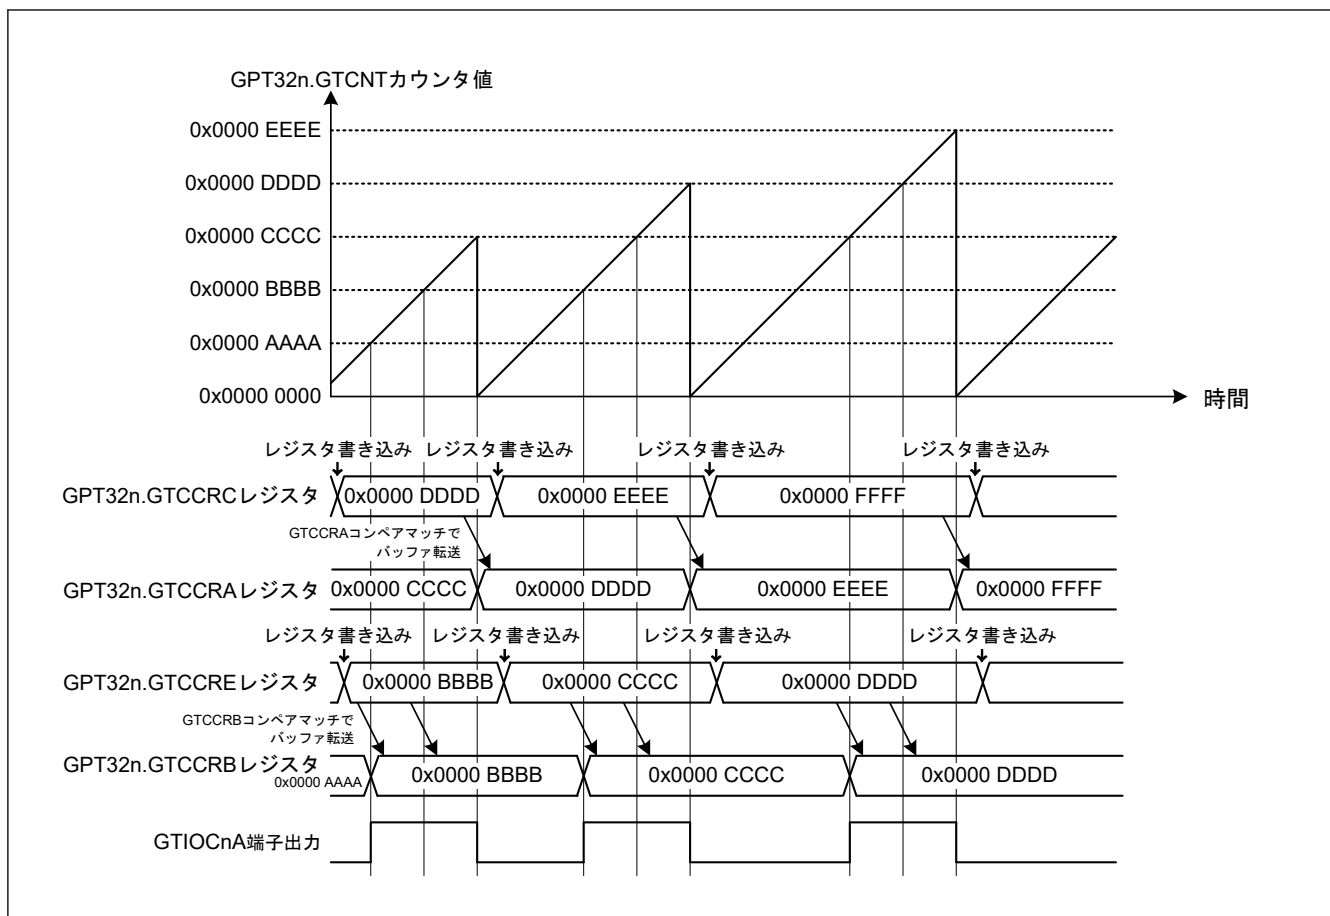 GPT32n.GTCNTカウンタ値
0x0000 EEEE
0x0000 DDDD
0x0000 CCCC
0x0000 BBBB
0x0000 AAAA
0x0000 0000
時間
レジスタ書き込み レジスタ書き込み レジスタ書き込み レジスタ書き込み
GPT32n.GTCCRCレジスタ 0x0000 DDDD 0x0000 EEEE 0x0000 FFFF
GTCCRAコンペアマッチで
バッファ転送
GPT32n.GTCCRAレジスタ 0x0000 CCCC 0x0000 DDDD 0x0000 EEEE 0x0000 FFFF
レジスタ書き込み レジスタ書き込み レジスタ書き込み レジスタ書き込み
GPT32n.GTCCREレジスタ 0x0000 BBBB 0x0000 CCCC 0x0000 DDDD
GTCCRBコンペアマッチで
バッファ転送
GPT32n.GTCCRBレジスタ 0x0000 AAAA 0x0000 BBBB 0x0000 CCCC 0x0000 DDDD
GTIOCnA端子出力